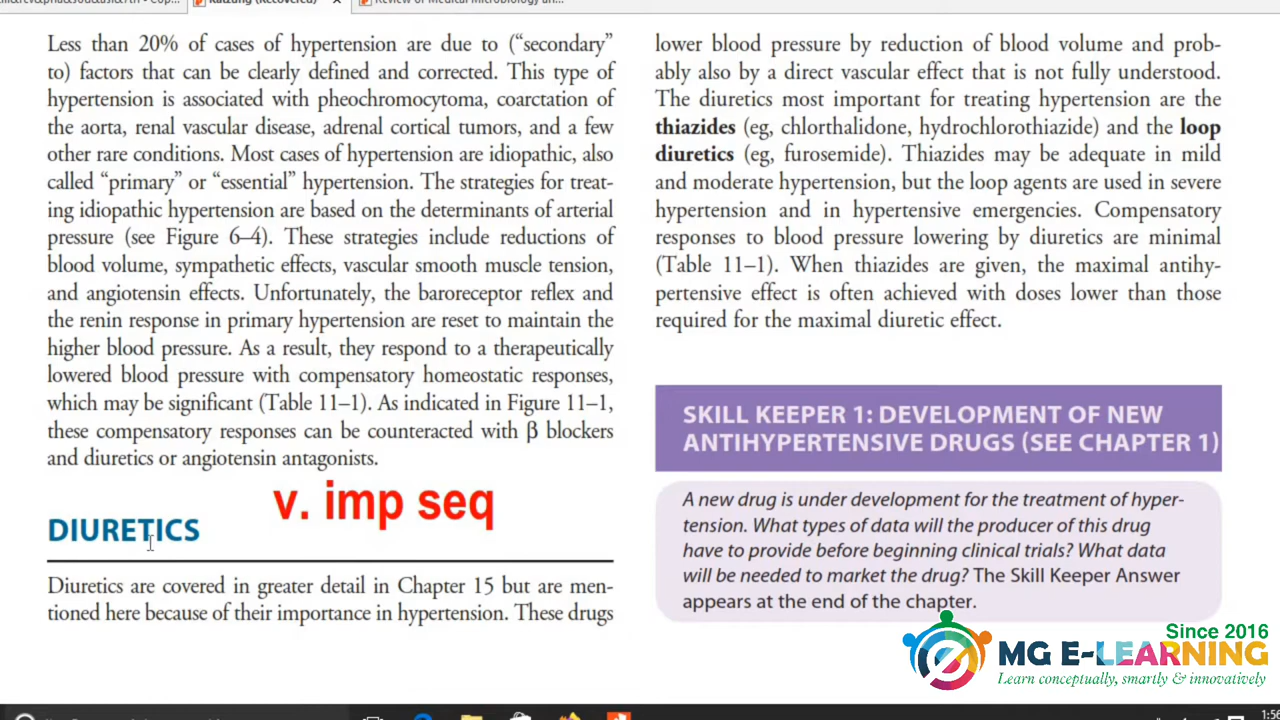 Katzung (Recovered)
Review of Medical Microbiology an...
Less than 20% of cases of hypertension are due to (“secondary”
to) factors that can be clearly defined and corrected. This type of
hypertension is associated with pheochromocytoma, coarctation of
the aorta, renal vascular disease, adrenal cortical tumors, and a few
other rare conditions. Most cases of hypertension are idiopathic, also
called “primary” or “essential” hypertension. The strategies for treat-
ing idiopathic hypertension are based on the determinants of arterial
pressure (see Figure 6–4). These strategies include reductions of
blood volume, sympathetic effects, vascular smooth muscle tension,
and angiotensin effects. Unfortunately, the baroreceptor reflex and
the renin response in primary hypertension are reset to maintain the
higher blood pressure. As a result, they respond to a therapeutically
lowered blood pressure with compensatory homeostatic responses,
which may be significant (Table 11–1). As indicated in Figure 11–1,
these compensatory responses can be counteracted with β blockers
and diuretics or angiotensin antagonists.
v. imp seq
DIURETICS
Diuretics are covered in greater detail in Chapter 15 but are men-
tioned here because of their importance in hypertension. These drugs
lower blood pressure by reduction of blood volume and prob-
ably also by a direct vascular effect that is not fully understood.
The diuretics most important for treating hypertension are the
thiazides (eg, chlorthalidone, hydrochlorothiazide) and the loop
diuretics (eg, furosemide). Thiazides may be adequate in mild
and moderate hypertension, but the loop agents are used in severe
hypertension and in hypertensive emergencies. Compensatory
responses to blood pressure lowering by diuretics are minimal
(Table 11–1). When thiazides are given, the maximal antihy-
pertensive effect is often achieved with doses lower than those
required for the maximal diuretic effect.
SKILL KEEPER 1: DEVELOPMENT OF NEW
ANTIHYPERTENSIVE DRUGS (SEE CHAPTER 1)
A new drug is under development for the treatment of hyper-
tension. What types of data will the producer of this drug
have to provide before beginning clinical trials? What data
will be needed to market the drug? The Skill Keeper Answer
appears at the end of the chapter.
Since 2016
MG E-LEARNING
Learn conceptually, smartly & innovatively
1:56